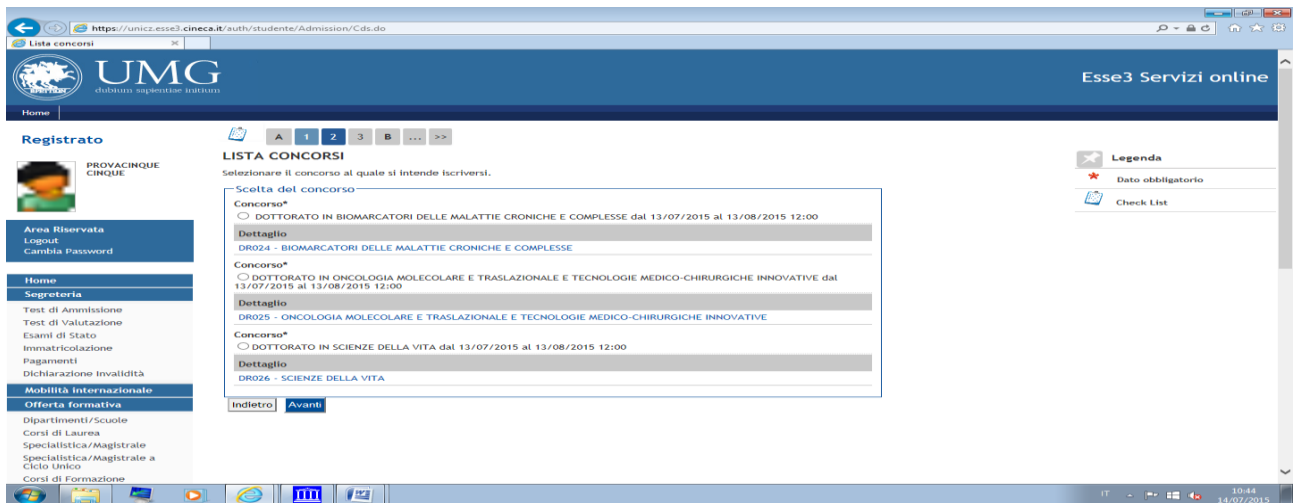 https://unicz.esse3.cineca.it/auth/studente/Admission/Cds.do
Lista concorsi
UMG
dubium sapientiae initium
Esse3 Servizi online
Home
Registrato
PROVACINQUE
CINQUE
Area Riservata
Logout
Cambia Password
Home
Segreteria
Test di Ammissione
Test di Valutazione
Esami di Stato
Immatricolazione
Pagamenti
Dichiarazione Invalidità
Mobilità internazionale
Offerta formativa
Dipartimenti/Scuole
Corsi di Laurea
Specialistica/Magistrale
Specialistica/Magistrale a
Ciclo Unico
Corsi di Formazione
A 1 2 3 B ... >>
LISTA CONCORSI
Selezionare il concorso al quale si intende iscriversi.
Scelta del concorso
Concorso*
DOTTORATO IN BIOMARCATORI DELLE MALATTIE CRONICHE E COMPLESSE dal 13/07/2015 al 13/08/2015 12:00
Dettaglio
DR024 - BIOMARCATORI DELLE MALATTIE CRONICHE E COMPLESSE
Concorso*
DOTTORATO IN ONCOLOGIA MOLECOLARE E TRASLAZIONALE E TECNOLOGIE MEDICO-CHIRURGICHE INNOVATIVE dal
13/07/2015 al 13/08/2015 12:00
Dettaglio
DR025 - ONCOLOGIA MOLECOLARE E TRASLAZIONALE E TECNOLOGIE MEDICO-CHIRURGICHE INNOVATIVE
Concorso*
DOTTORATO IN SCIENZE DELLA VITA dal 13/07/2015 al 13/08/2015 12:00
Dettaglio
DR026 - SCIENZE DELLA VITA
Indietro Avanti
Legenda
* Dato obbligatorio
Check List
IT
10:44
14/07/2015